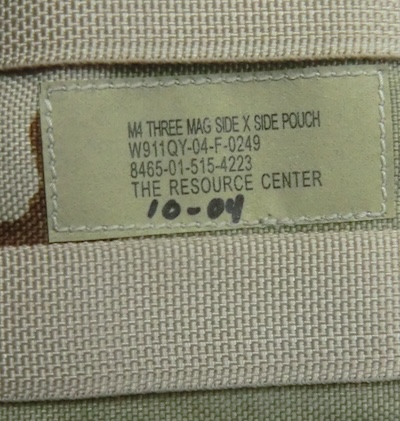 M4 THREE MAG SIDE X SIDE POUCH
W911QY-04-F-0249
8465-01-515-4223
THE RESOURCE CENTER
10-04